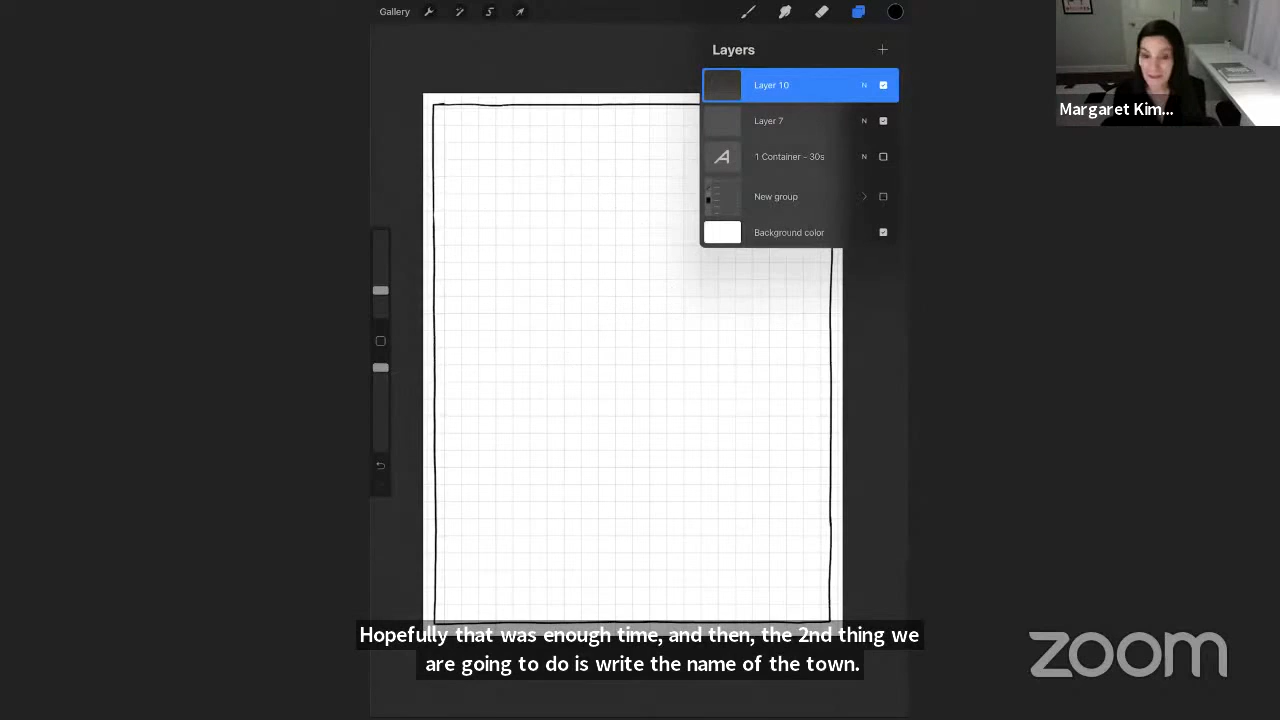 Gallery
Layers
Layer 10 N
Layer 7 N
1 Container - 30s N
New group
Background color
Margaret Kim...
Hopefully that was enough time, and then, the 2nd thing we
are going to do is write the name of the town.
zoom